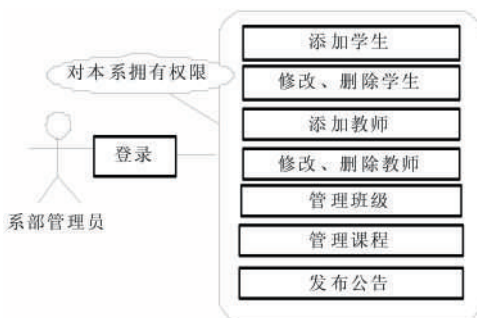 添加学生
对本系拥有权限
修改、删除学生
添加教师
登录
修改、删除教师
管理班级
系部管理员
管理课程
发布公告